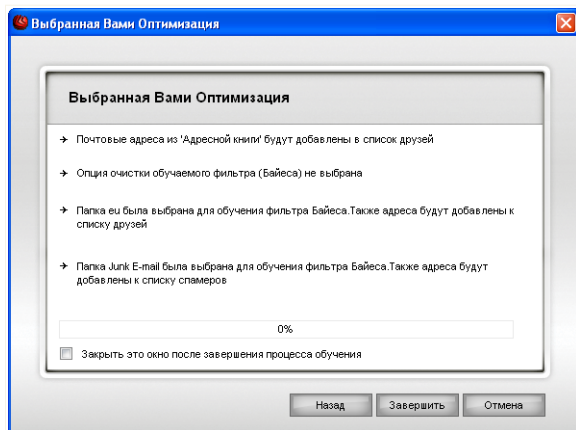 Выбранная Вами Оптимизация
Выбранная Вами Оптимизация
Почтовые адреса из 'Адресной книги' будут добавлены в список друзей
Опция очистки обучаемого фильтра (Байеса) не выбрана
Папка eu была выбрана для обучения фильтра Байеса.Также адреса будут добавлены к
списку друзей
Папка Junk E-mail была выбрана для обучения фильтра Байеса.Также адреса будут
добавлены к списку спамеров
0%
Закрыть это окно после завершения процесса обучения
Назад Завершить Отмена